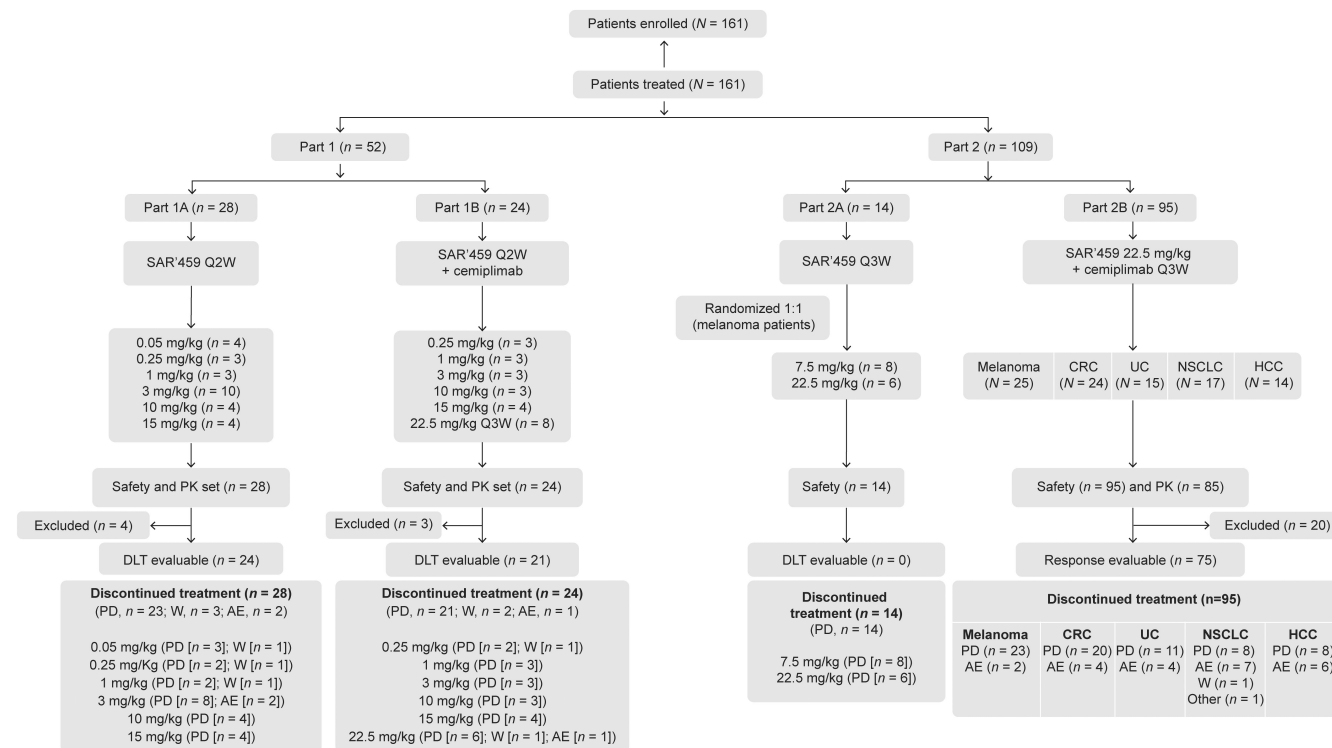 Patients enrolled (N = 161)
Patients treated (N = 161)
Part 1 (n = 52)
Part 2 (n = 109)
Part 1A (n = 28)
Part 1B (n = 24)
Part 2A (n = 14)
Part 2B (n = 95)
SAR'459 Q2W
SAR'459 Q2W
+ cemiplimab
SAR'459 Q3W
SAR'459 22.5 mg/kg
+ cemiplimab Q3W
Randomized 1:1
(melanoma patients)
0.05 mg/kg (n = 4)
0.25 mg/kg (n = 3)
1 mg/kg (n = 3)
3 mg/kg (n = 10)
10 mg/kg (n = 4)
15 mg/kg (n = 4)
0.25 mg/kg (n = 3)
1 mg/kg (n = 3)
3 mg/kg (n = 3)
10 mg/kg (n = 3)
15 mg/kg (n = 4)
22.5 mg/kg Q3W (n = 8)
7.5 mg/kg (n = 8)
22.5 mg/kg (n = 6)
Melanoma
(N = 25)
CRC
(N = 24)
UC
(N = 15)
NSCLC
(N = 17)
HCC
(N = 14)
Safety and PK set (n = 28)
Safety and PK set (n = 24)
Safety (n = 14)
Safety (n = 95) and PK (n = 85)
Excluded (n = 4)
Excluded (n = 3)
Excluded (n = 20)
DLT evaluable (n = 24)
DLT evaluable (n = 21)
DLT evaluable (n = 0)
Response evaluable (n = 75)
Discontinued treatment (n = 28)
(PD, n = 23; W, n = 3; AE, n = 2)
0.05 mg/kg (PD [n = 3]; W [n = 1])
0.25 mg/Kg (PD [n = 2]; W [n = 1])
1 mg/kg (PD [n = 2]; W [n = 1])
3 mg/kg (PD [n = 8]; AE [n = 2])
10 mg/kg (PD [n = 4])
15 mg/kg (PD [n = 4])
Discontinued treatment (n = 24)
(PD, n = 21; W, n = 2; AE, n = 1)
0.25 mg/kg (PD [n = 2]; W [n = 1])
1 mg/kg (PD [n = 3])
3 mg/kg (PD [n = 3])
10 mg/kg (PD [n = 3])
15 mg/kg (PD [n = 4])
22.5 mg/kg (PD [n = 6]; W [n = 1]; AE [n = 1])
Discontinued
treatment (n = 14)
(PD, n = 14)
7.5 mg/kg (PD [n = 8])
22.5 mg/kg (PD [n = 6])
Discontinued treatment (n=95)
Melanoma
PD (n = 23)
AE (n = 2)
CRC
PD (n = 20)
AE (n = 4)
UC
PD (n = 11)
AE (n = 4)
NSCLC
PD (n = 8)
AE (n = 7)
W (n = 1)
Other (n = 1)
HCC
PD (n = 8)
AE (n = 6)